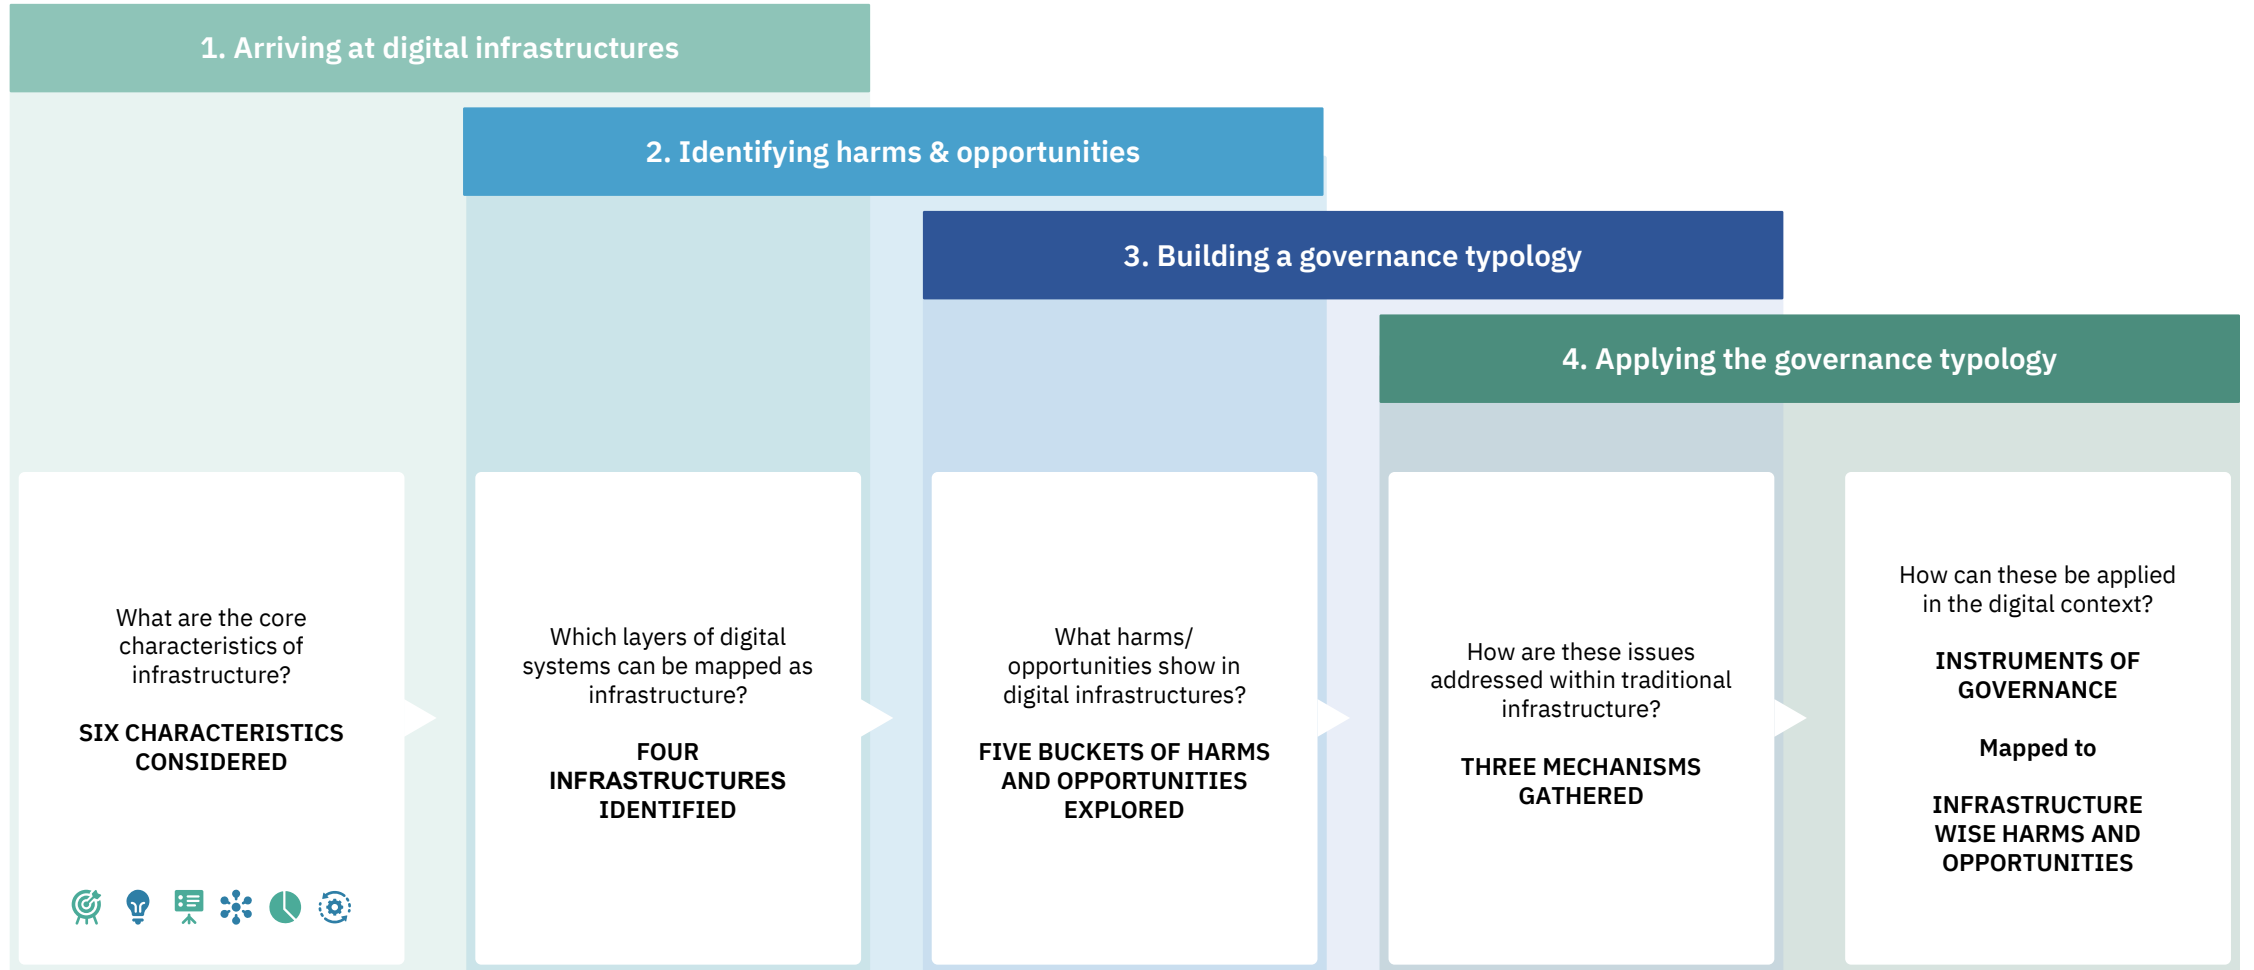 1. Arriving at digital infrastructures
2. Identifying harms & opportunities
3. Building a governance typology
4. Applying the governance typology
What are the core
characteristics of
infrastructure?
SIX CHARACTERISTICS
CONSIDERED
Which layers of digital
systems can be mapped as
infrastructure?
FOUR
INFRASTRUCTURES
IDENTIFIED
What harms/
opportunities show in
digital infrastructures?
FIVE BUCKETS OF HARMS
AND OPPORTUNITIES
EXPLORED
How are these issues
addressed within traditional
infrastructure?
THREE MECHANISMS
GATHERED
How can these be applied
in the digital context?
INSTRUMENTS OF
GOVERNANCE
Mapped to
INFRASTRUCTURE
WISE HARMS AND
OPPORTUNITIES